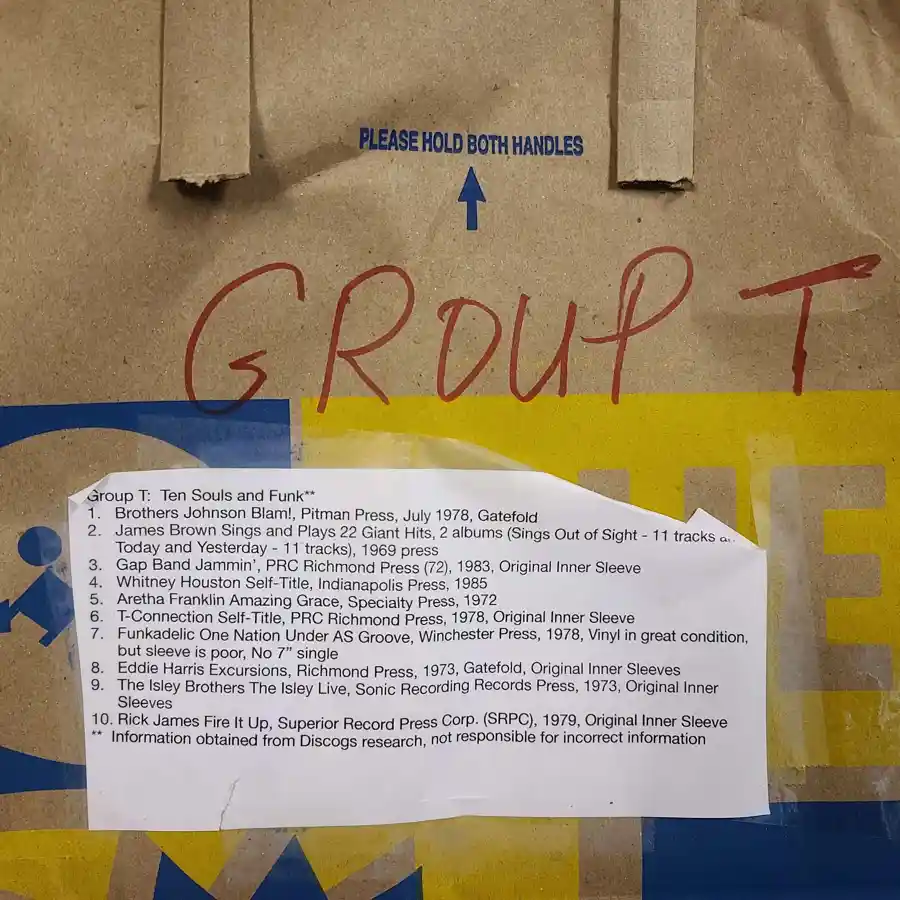 PLEASE HOLD BOTH HANDLES
GROUP T
HE
Group T: Ten Souls and Funk**
1. Brothers Johnson Blam!, Pitman Press, July 1978, Gatefold
2. James Brown Sings and Plays 22 Giant Hits, 2 albums (Sings Out of Sight - 11 tracks
Today and Yesterday - 11 tracks), 1969 press
3. Gap Band Jammin', PRC Richmond Press (72), 1983, Original Inner Sleeve
4. Whitney Houston Self-Title, Indianapolis Press, 1985
5. Aretha Franklin Amazing Grace, Specialty Press, 1972
6. T-Connection Self-Title, PRC Richmond Press, 1978, Original Inner Sleeve
7. Funkadelic One Nation Under AS Groove, Winchester Press, 1978, Vinyl in great condition,
but sleeve is poor, No 7" single
8. Eddie Harris Excursions, Richmond Press, 1973, Gatefold, Original Inner Sleeves
9. The Isley Brothers The Isley Live, Sonic Recording Records Press, 1973, Original Inner
Sleeves
10. Rick James Fire It Up, Superior Record Press Corp. (SRPC), 1979, Original Inner Sleeve
** Information obtained from Discogs research, not responsible for incorrect information